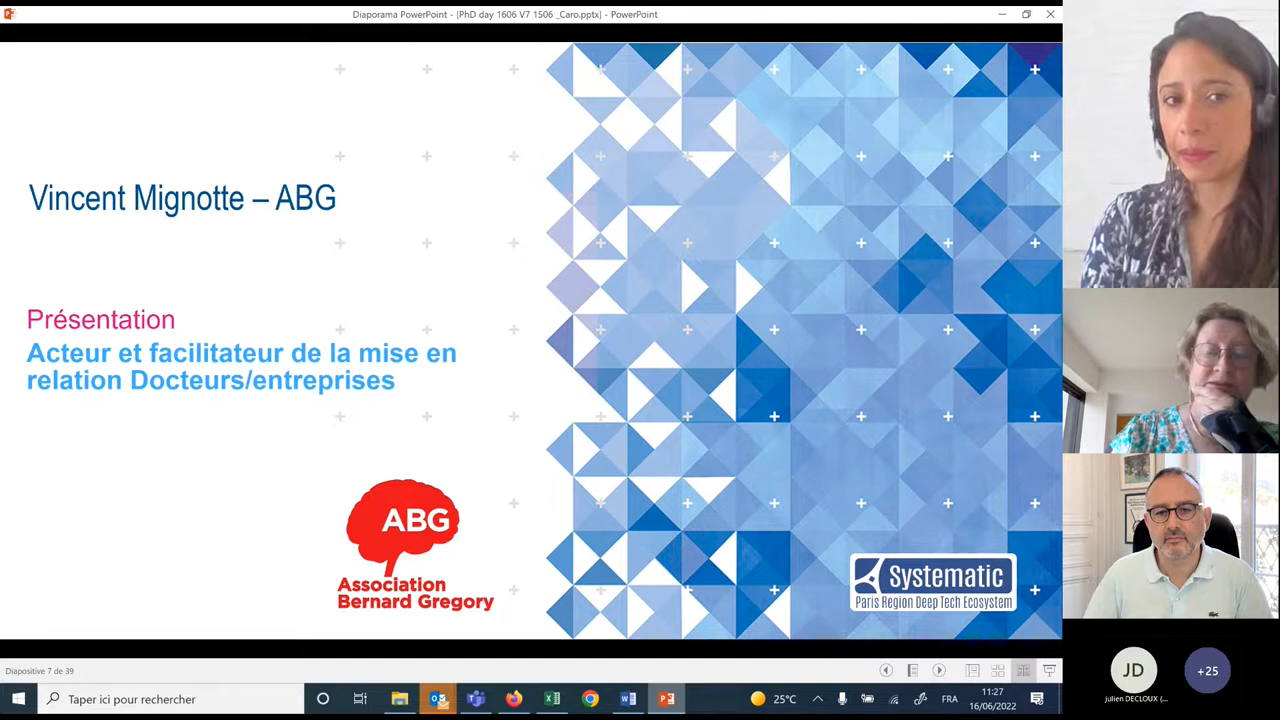 Diaporama PowerPoint - [PhD day 1606 V7 1506 _Caro.pptx] - PowerPoint
Vincent Mignotte – ABG
Présentation
Acteur et facilitateur de la mise en
relation Docteurs/entreprises
ABG
Association
Bernard Gregory
Systematic
Paris Region Deep Tech Ecosystem
JD
+25
julien DECLOUX (...
Diapositive 7 de 39
Taper ici pour rechercher
25°C
FRA
11:27
16/06/2022